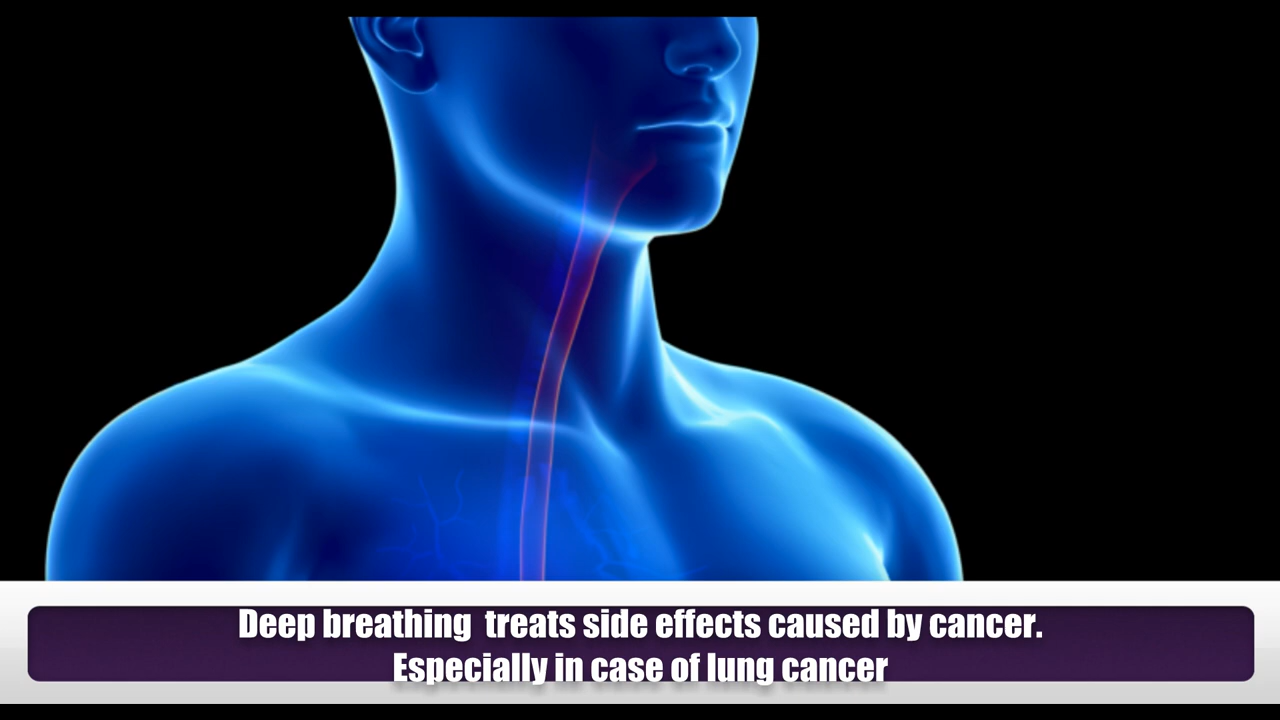 Deep breathing  treats side effects caused by cancer.
Especially in case of lung cancer